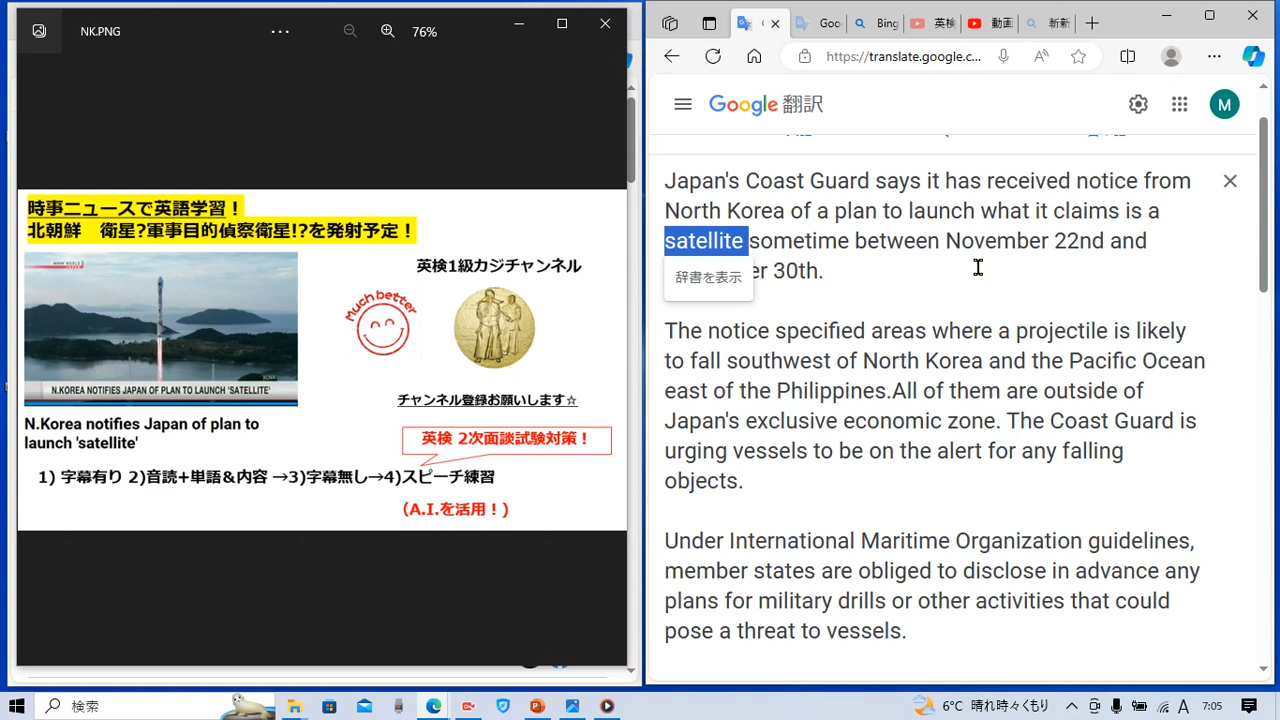 NK.PNG
76%
時事ニュースで英語学習！
北朝鮮　衛星?軍事目的偵察衛星!?を発射予定！
英検1級カジチャンネル
Much better
N.KOREA NOTIFIES JAPAN OF PLAN TO LAUNCH 'SATELLITE'
チャンネル登録お願いします☆
N.Korea notifies Japan of plan to
launch 'satellite'
英検 2次面談試験対策！
1) 字幕有り 2)音読+単語＆内容 →3)字幕無し→4)スピーチ練習
(A.I.を活用！)
Goo
Bing
英検
動画
新新
https://translate.google.c...
Google 翻訳
M
Japan's Coast Guard says it has received notice from
North Korea of a plan to launch what it claims is a
satellite sometime between November 22nd and
er 30th.
辞書を表示
The notice specified areas where a projectile is likely
to fall southwest of North Korea and the Pacific Ocean
east of the Philippines.All of them are outside of
Japan's exclusive economic zone. The Coast Guard is
urging vessels to be on the alert for any falling
objects.
Under International Maritime Organization guidelines,
member states are obliged to disclose in advance any
plans for military drills or other activities that could
pose a threat to vessels.
検索
6°C 晴れ時々くもり
A
7:05